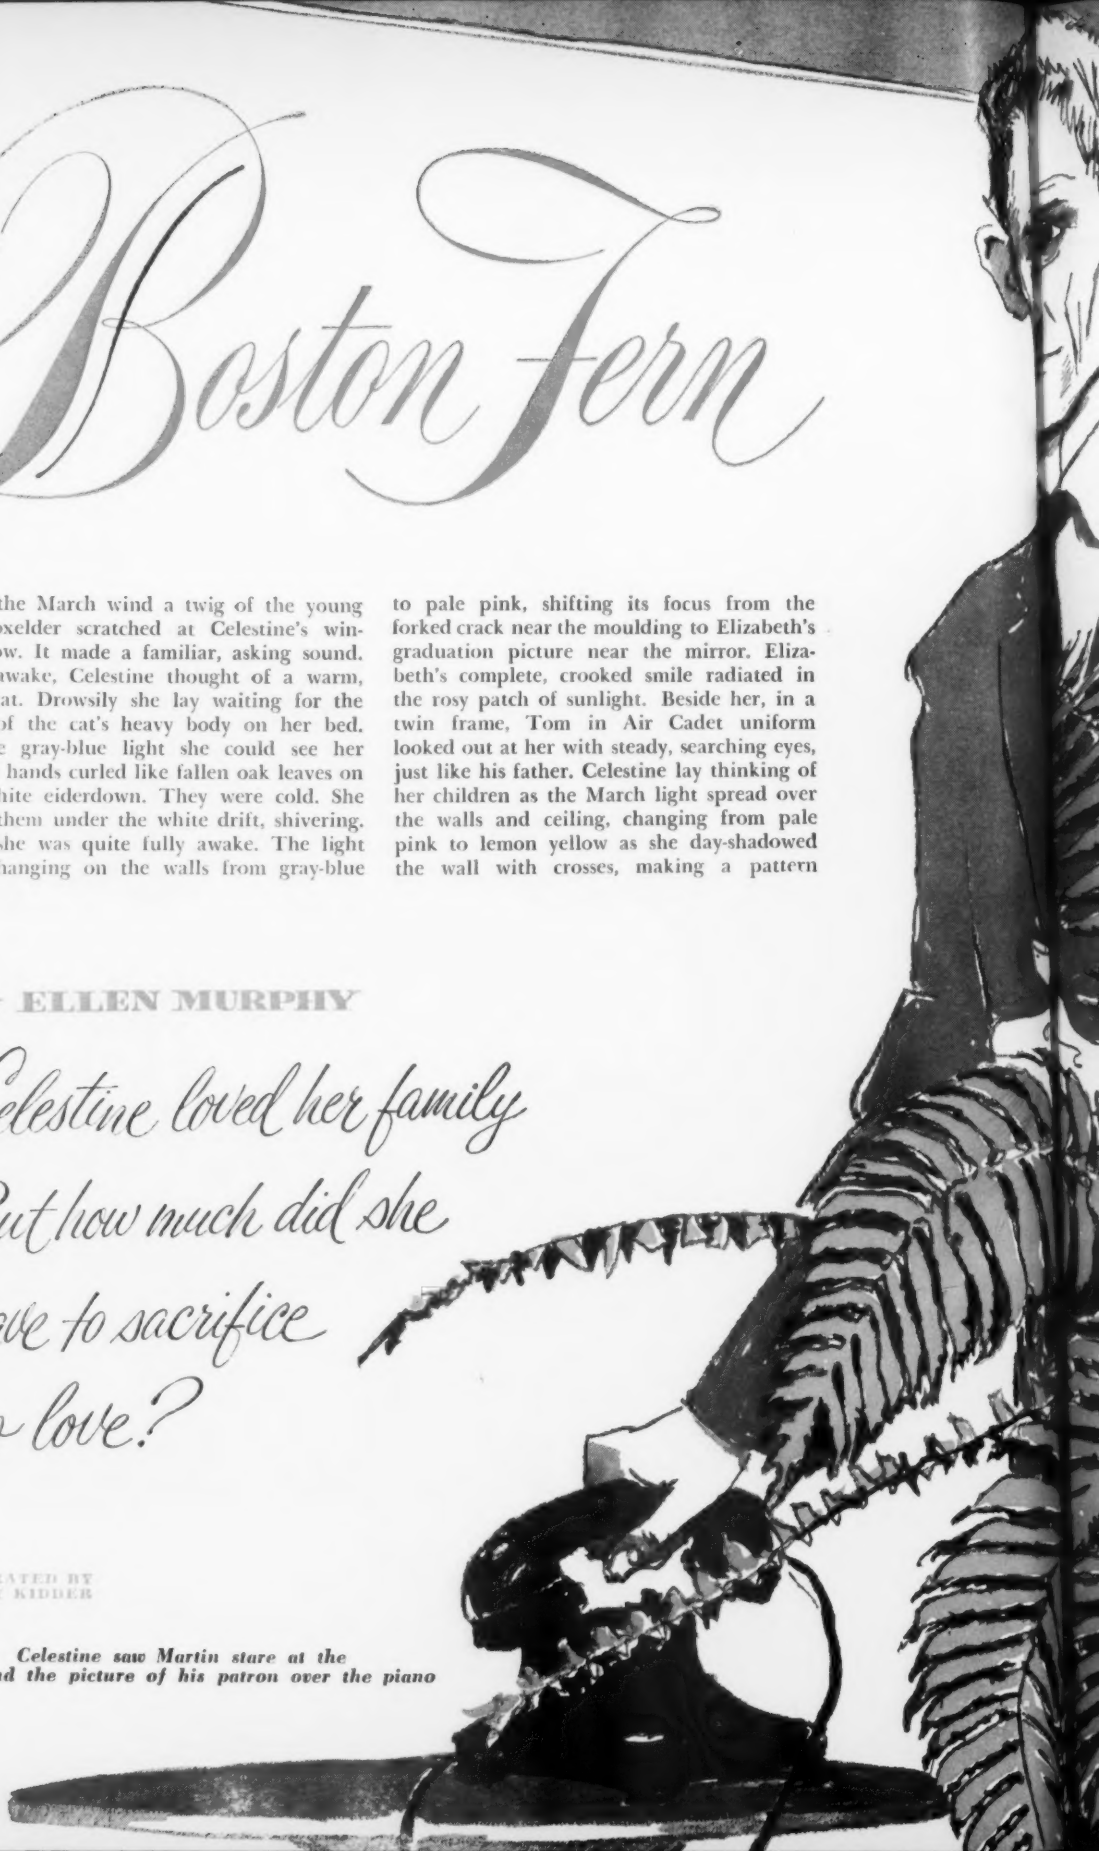 Boston Fern
the March wind a twig of the young
oxelder scratched at Celestine's win-
ow. It made a familiar, asking sound.
awake, Celestine thought of a warm,
at. Drowsily she lay waiting for the
of the cat's heavy body on her bed.
e gray-blue light she could see her
hands curled like fallen oak leaves on
hite eiderdown. They were cold. She
them under the white drift, shivering.
she was quite fully awake. The light
hanging on the walls from gray-blue
to pale pink, shifting its focus from the
forked crack near the moulding to Elizabeth's
graduation picture near the mirror. Eliza-
beth's complete, crooked smile radiated in
the rosy patch of sunlight. Beside her, in a
twin frame, Tom in Air Cadet uniform
looked out at her with steady, searching eyes,
just like his father. Celestine lay thinking of
her children as the March light spread over
the walls and ceiling, changing from pale
pink to lemon yellow as she day-shadowed
the wall with crosses, making a pattern
ELLEN MURPHY
Celestine loved her family
But how much did she
ave to sacrifice
love?
ATED BY
KIDDER
Celestine saw Martin stare at the
nd the picture of his patron over the piano